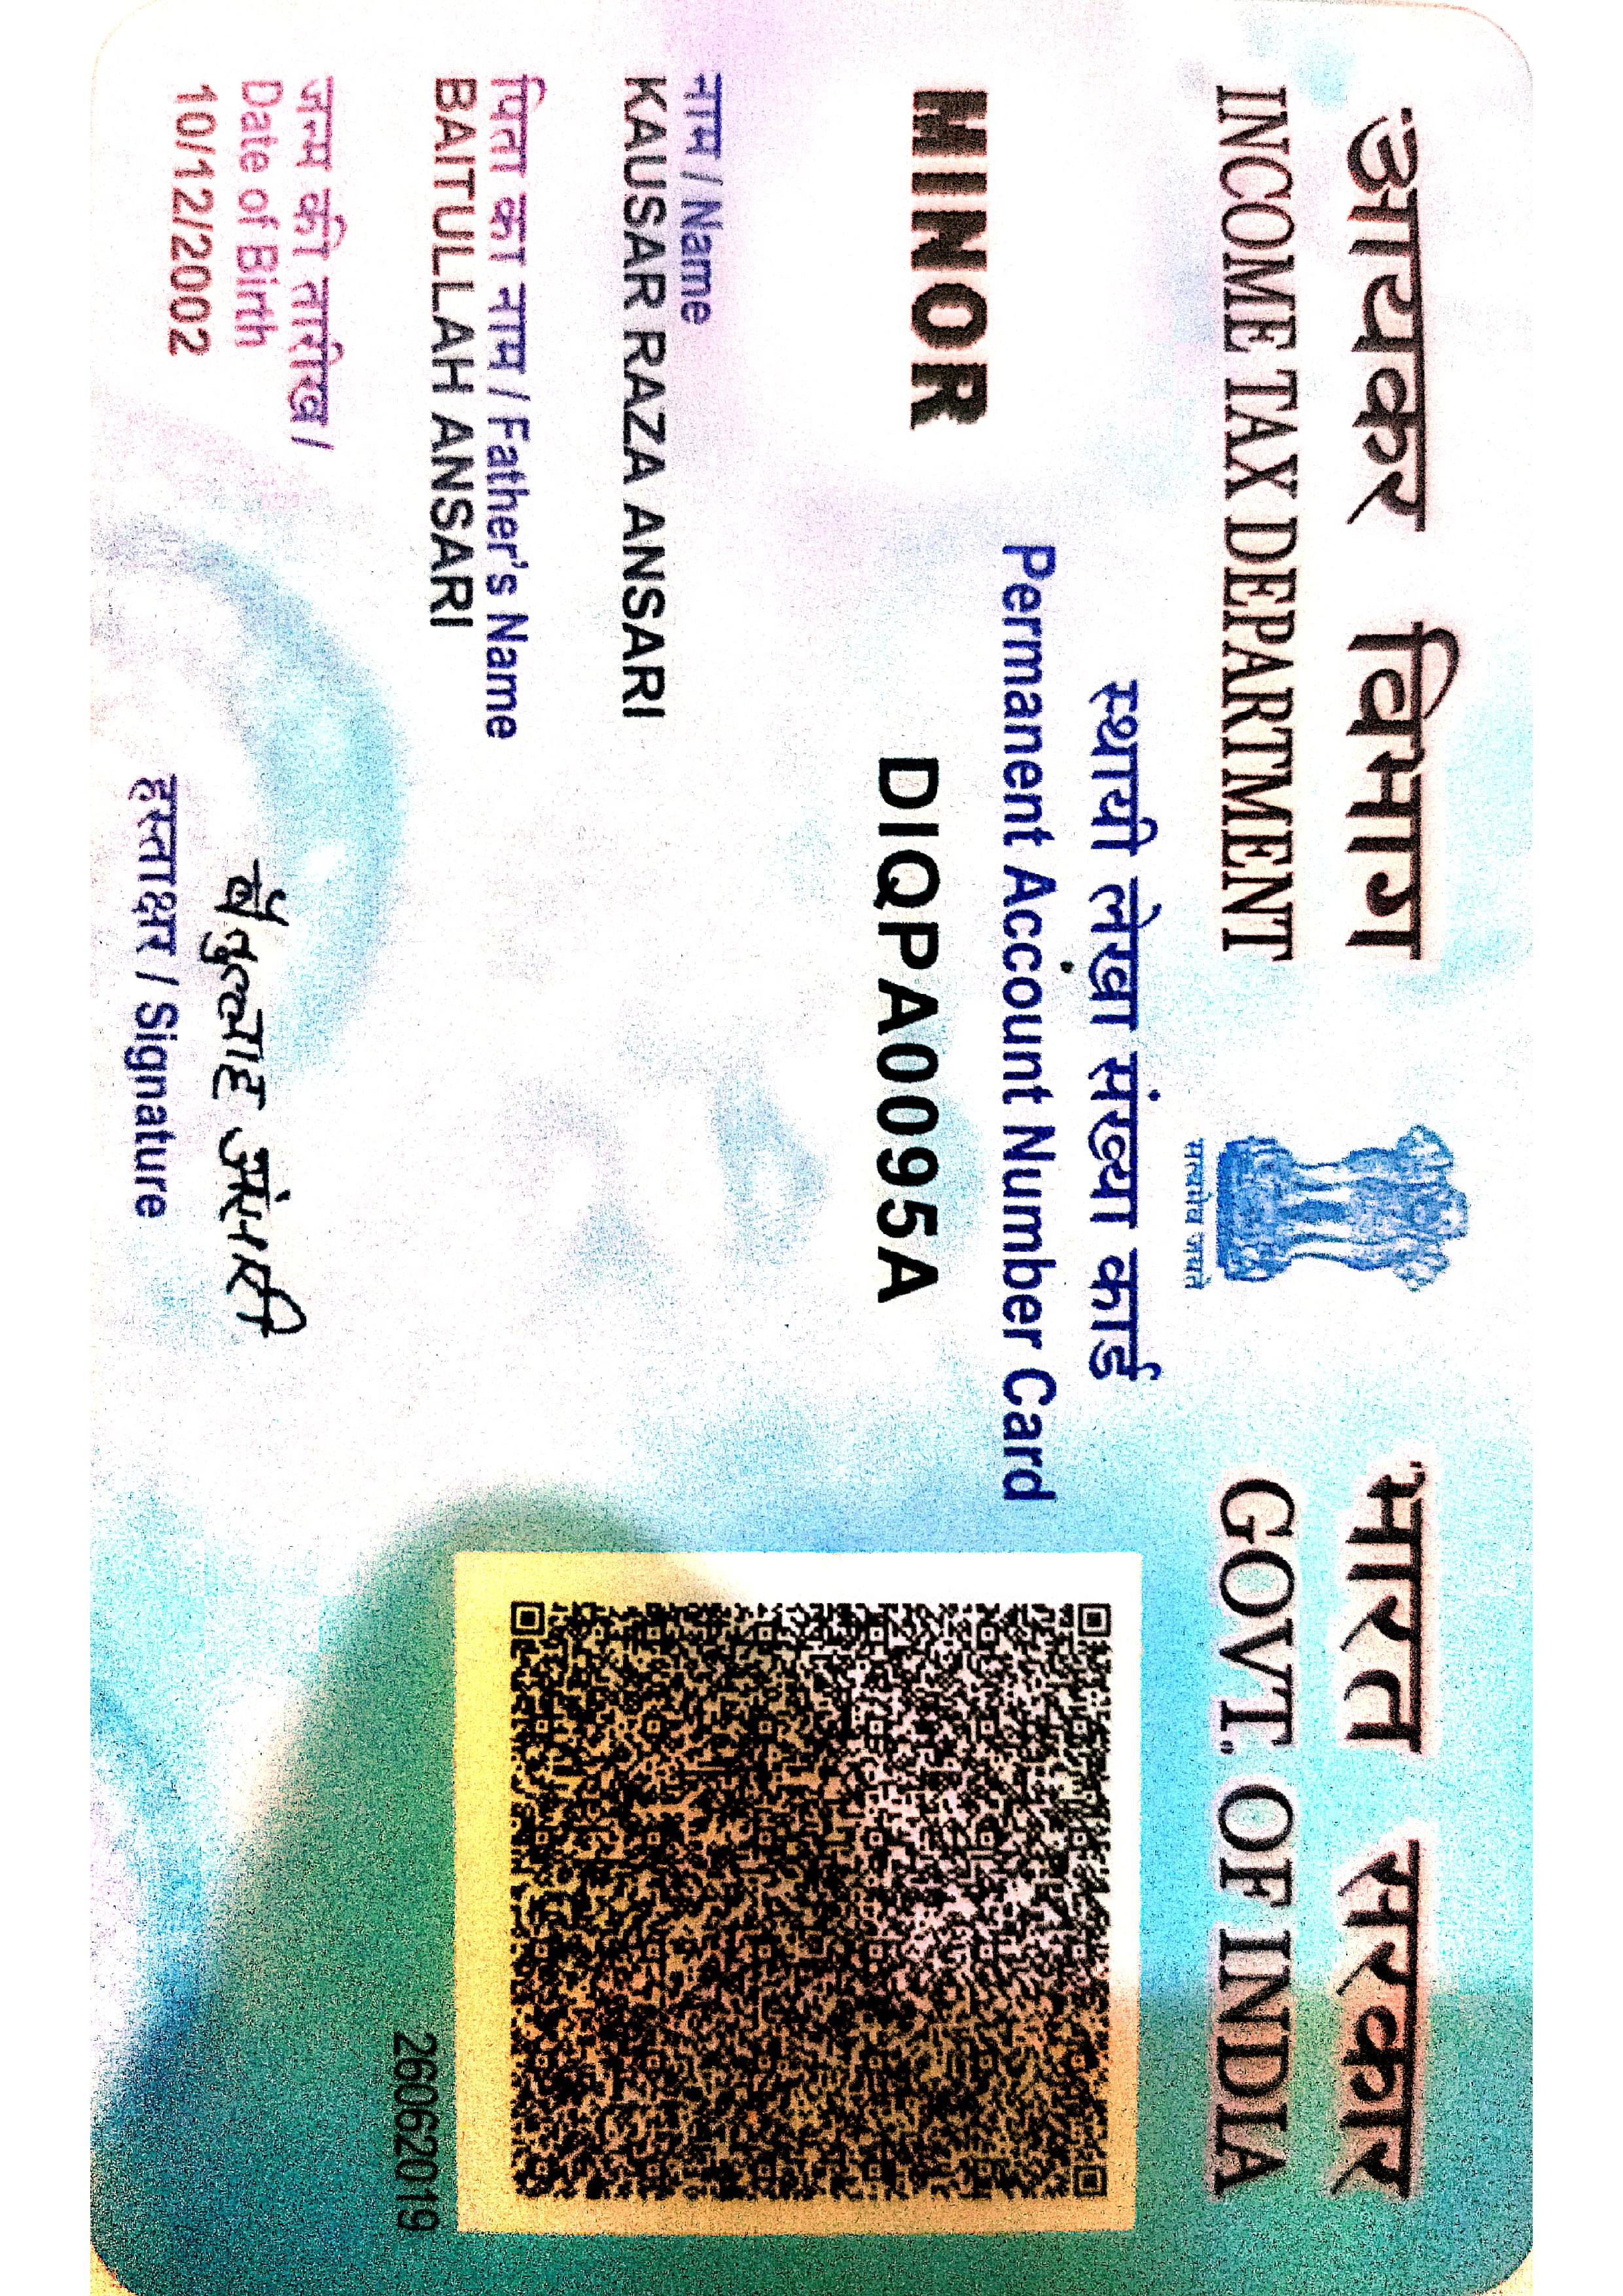 आयकर विभाग
INCOME TAX DEPARTMENT
सत्यमेव जयते
भारत सरकार
GOVT. OF INDIA
स्थायी लेखा संख्या कार्ड
Permanent Account Number Card
DIQPA0095A
MINOR
नाम / Name
KAUSAR RAZA ANSARI
पिता का नाम / Father's Name
BAITULLAH ANSARI
26062019
जन्म की तारीख /
Date of Birth
10/12/2002
बैतुल्लाह अंसारी
हस्ताक्षर / Signature